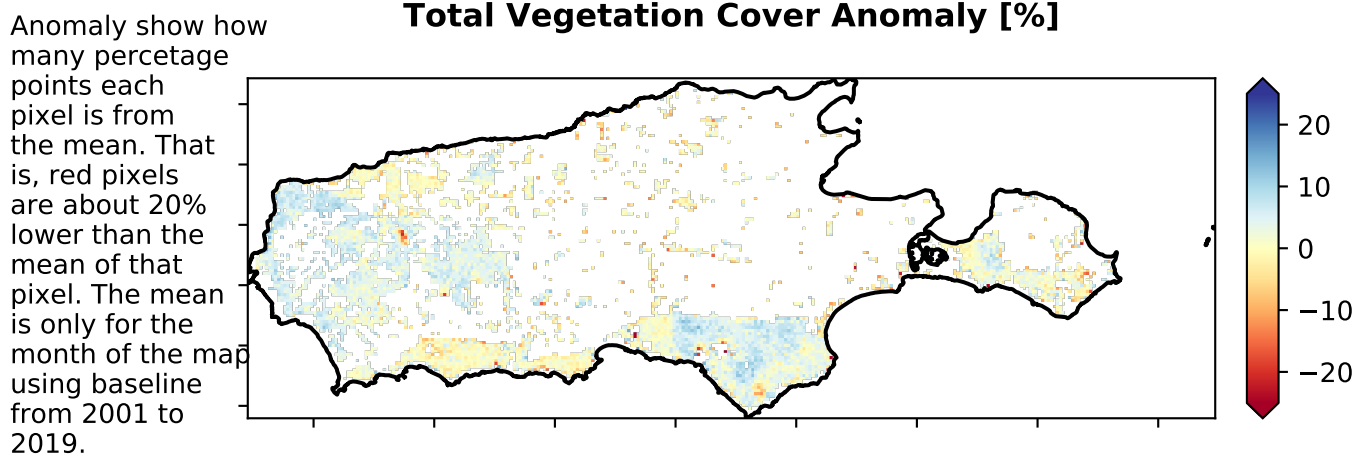 Total Vegetation Cover Anomaly [%]
Anomaly show how
many percetage
points each
pixel is from
the mean. That
is, red pixels
are about 20%
lower than the
mean of that
pixel. The mean
is only for the
month of the map
using baseline
from 2001 to
2019.
20
10
0
−10
−20